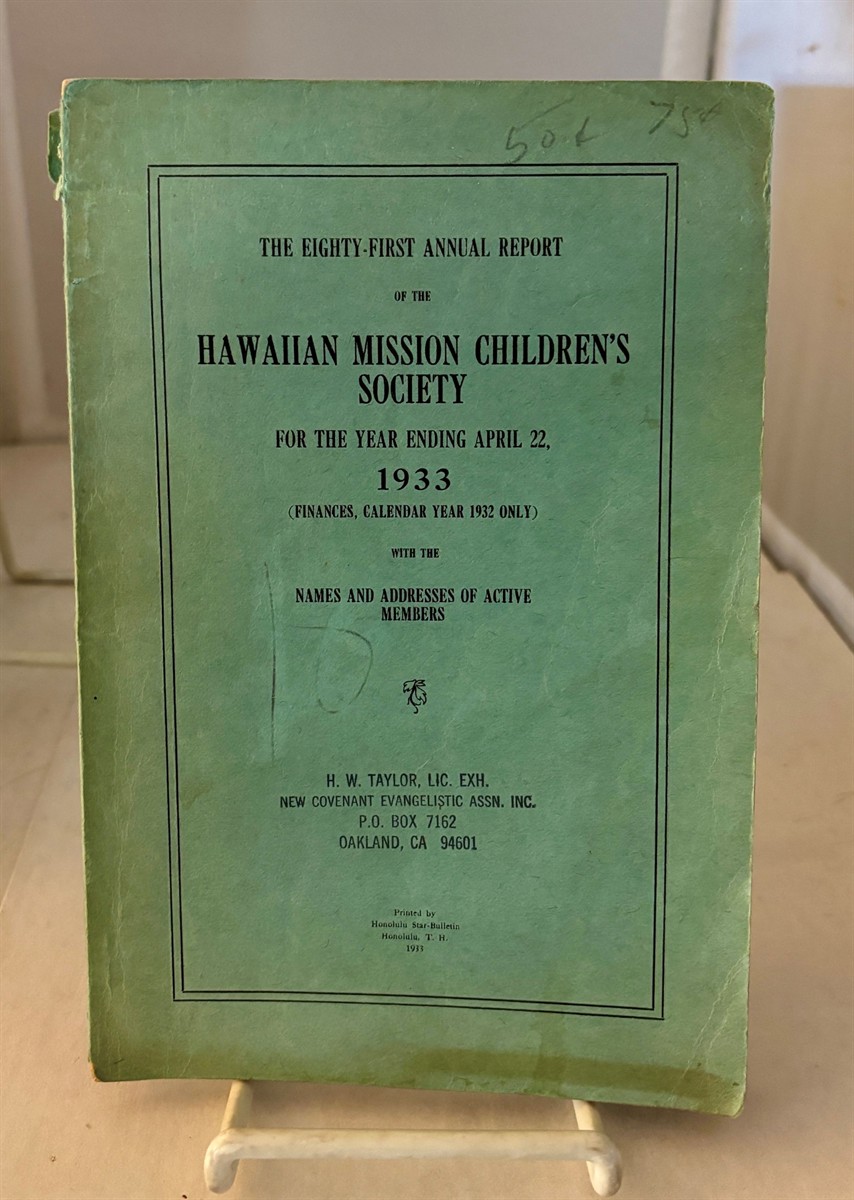 50¢ 75¢
THE EIGHTY-FIRST ANNUAL REPORT
OF THE
HAWAIIAN MISSION CHILDREN'S
SOCIETY
FOR THE YEAR ENDING APRIL 22,
1933
(FINANCES, CALENDAR YEAR 1932 ONLY)
WITH THE
NAMES AND ADDRESSES OF ACTIVE
MEMBERS
H. W. TAYLOR, LIC. EXH.
NEW COVENANT EVANGELISTIC ASSN. INC.
P.O. BOX 7162
OAKLAND, CA 94601
Printed by
Honolulu Star-Bulletin
Honolulu, T. H.
1933